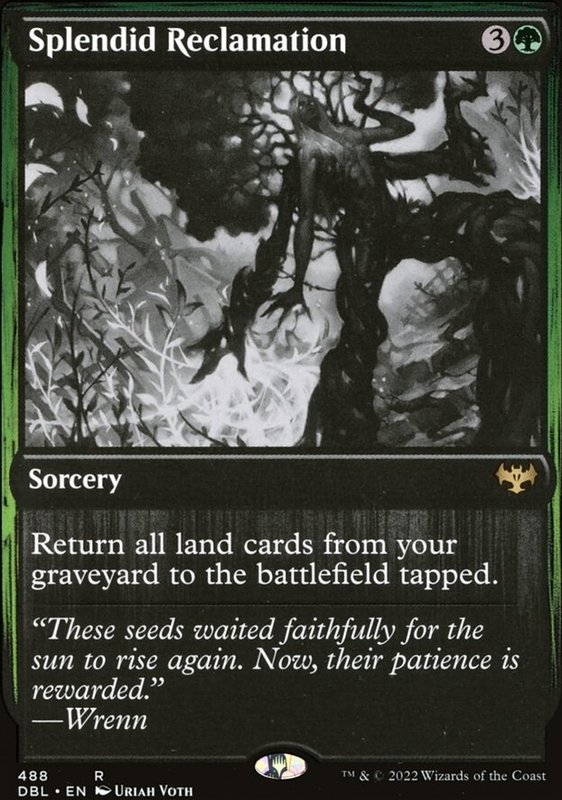 Splendid Reclamation 3
Sorcery
Return all land cards from your
graveyard to the battlefield tapped.
“These seeds waited faithfully for the
sun to rise again. Now, their patience is
rewarded.”
—Wrenn
488 R
DBL • EN Uriah Voth
™ & © 2022 Wizards of the Coast